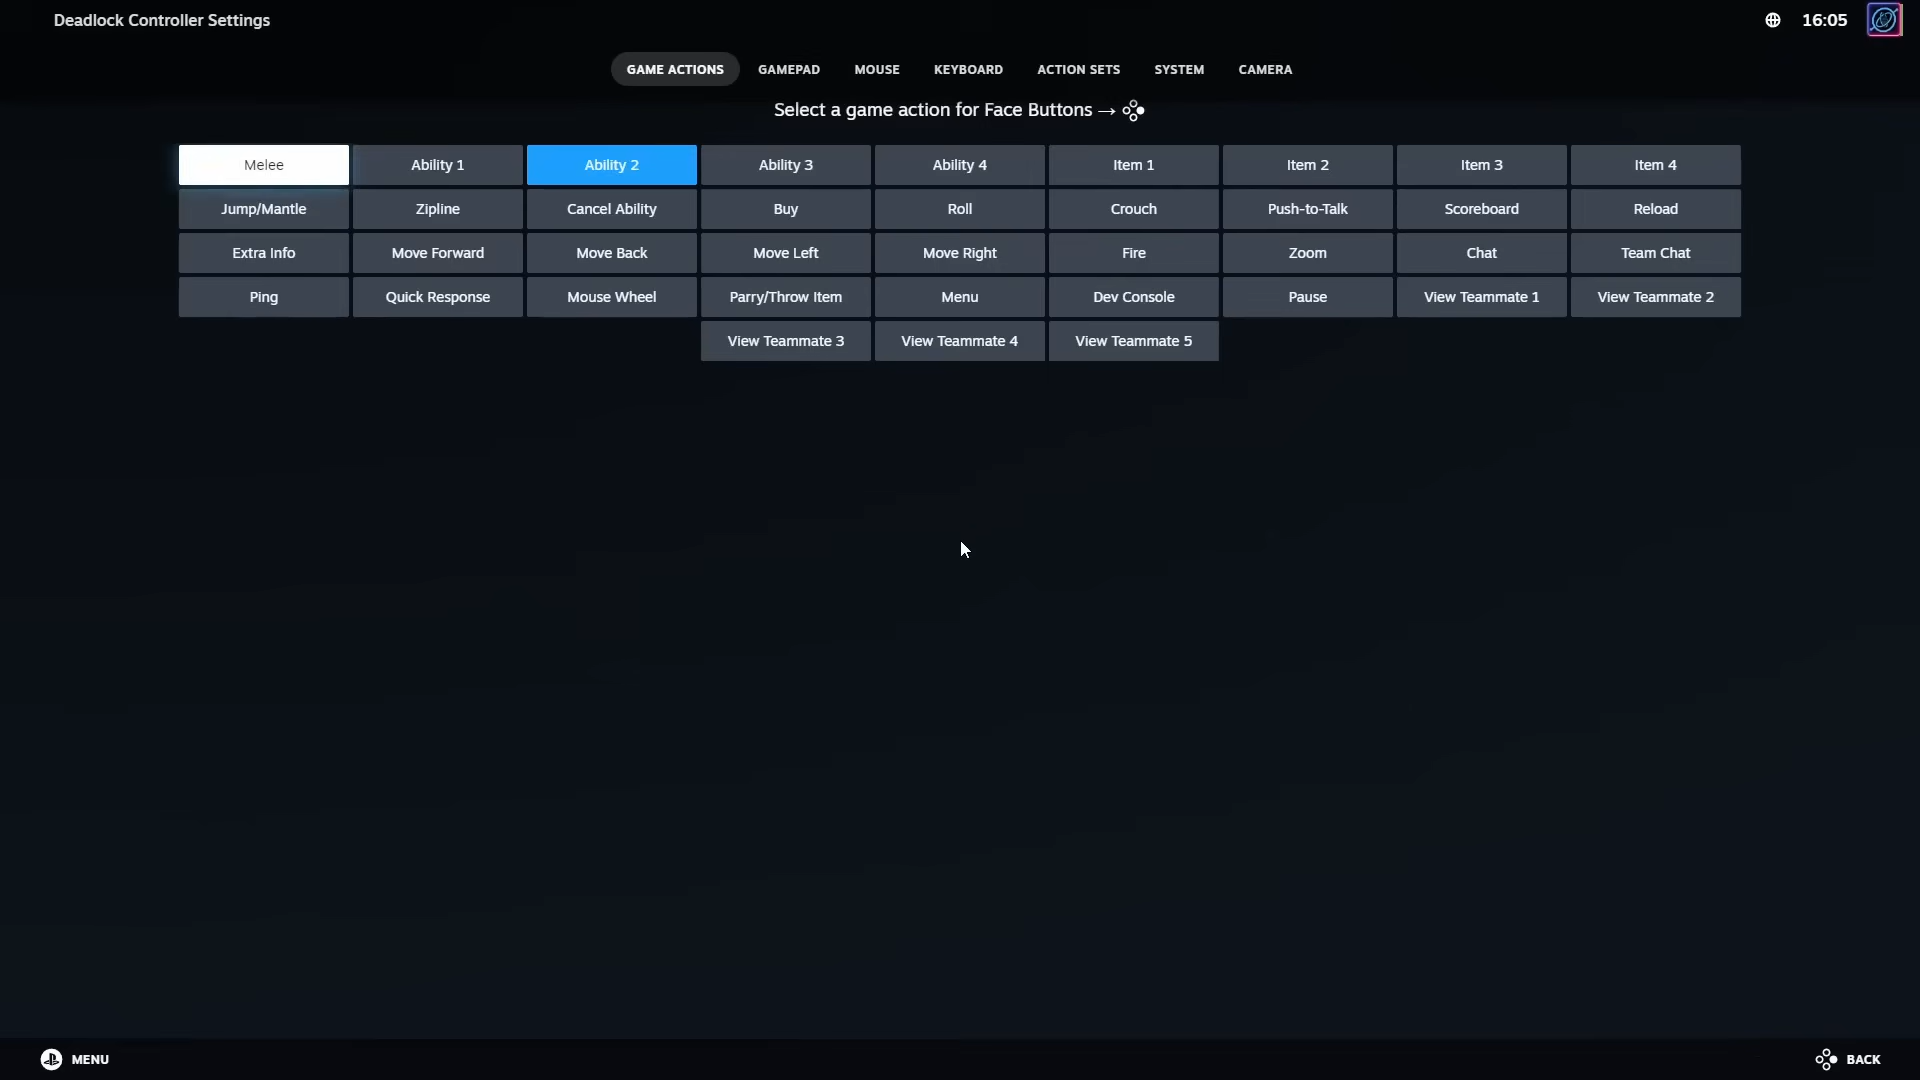 Deadlock Controller Settings
16:05
GAME ACTIONS GAMEPAD MOUSE KEYBOARD ACTION SETS SYSTEM CAMERA
Select a game action for Face Buttons →
Melee Ability 1 Ability 2 Ability 3 Ability 4 Item 1 Item 2 Item 3 Item 4
Jump/Mantle Zipline Cancel Ability Buy Roll Crouch Push-to-Talk Scoreboard Reload
Extra Info Move Forward Move Back Move Left Move Right Fire Zoom Chat Team Chat
Ping Quick Response Mouse Wheel Parry/Throw Item Menu Dev Console Pause View Teammate 1 View Teammate 2
View Teammate 3 View Teammate 4 View Teammate 5
MENU BACK